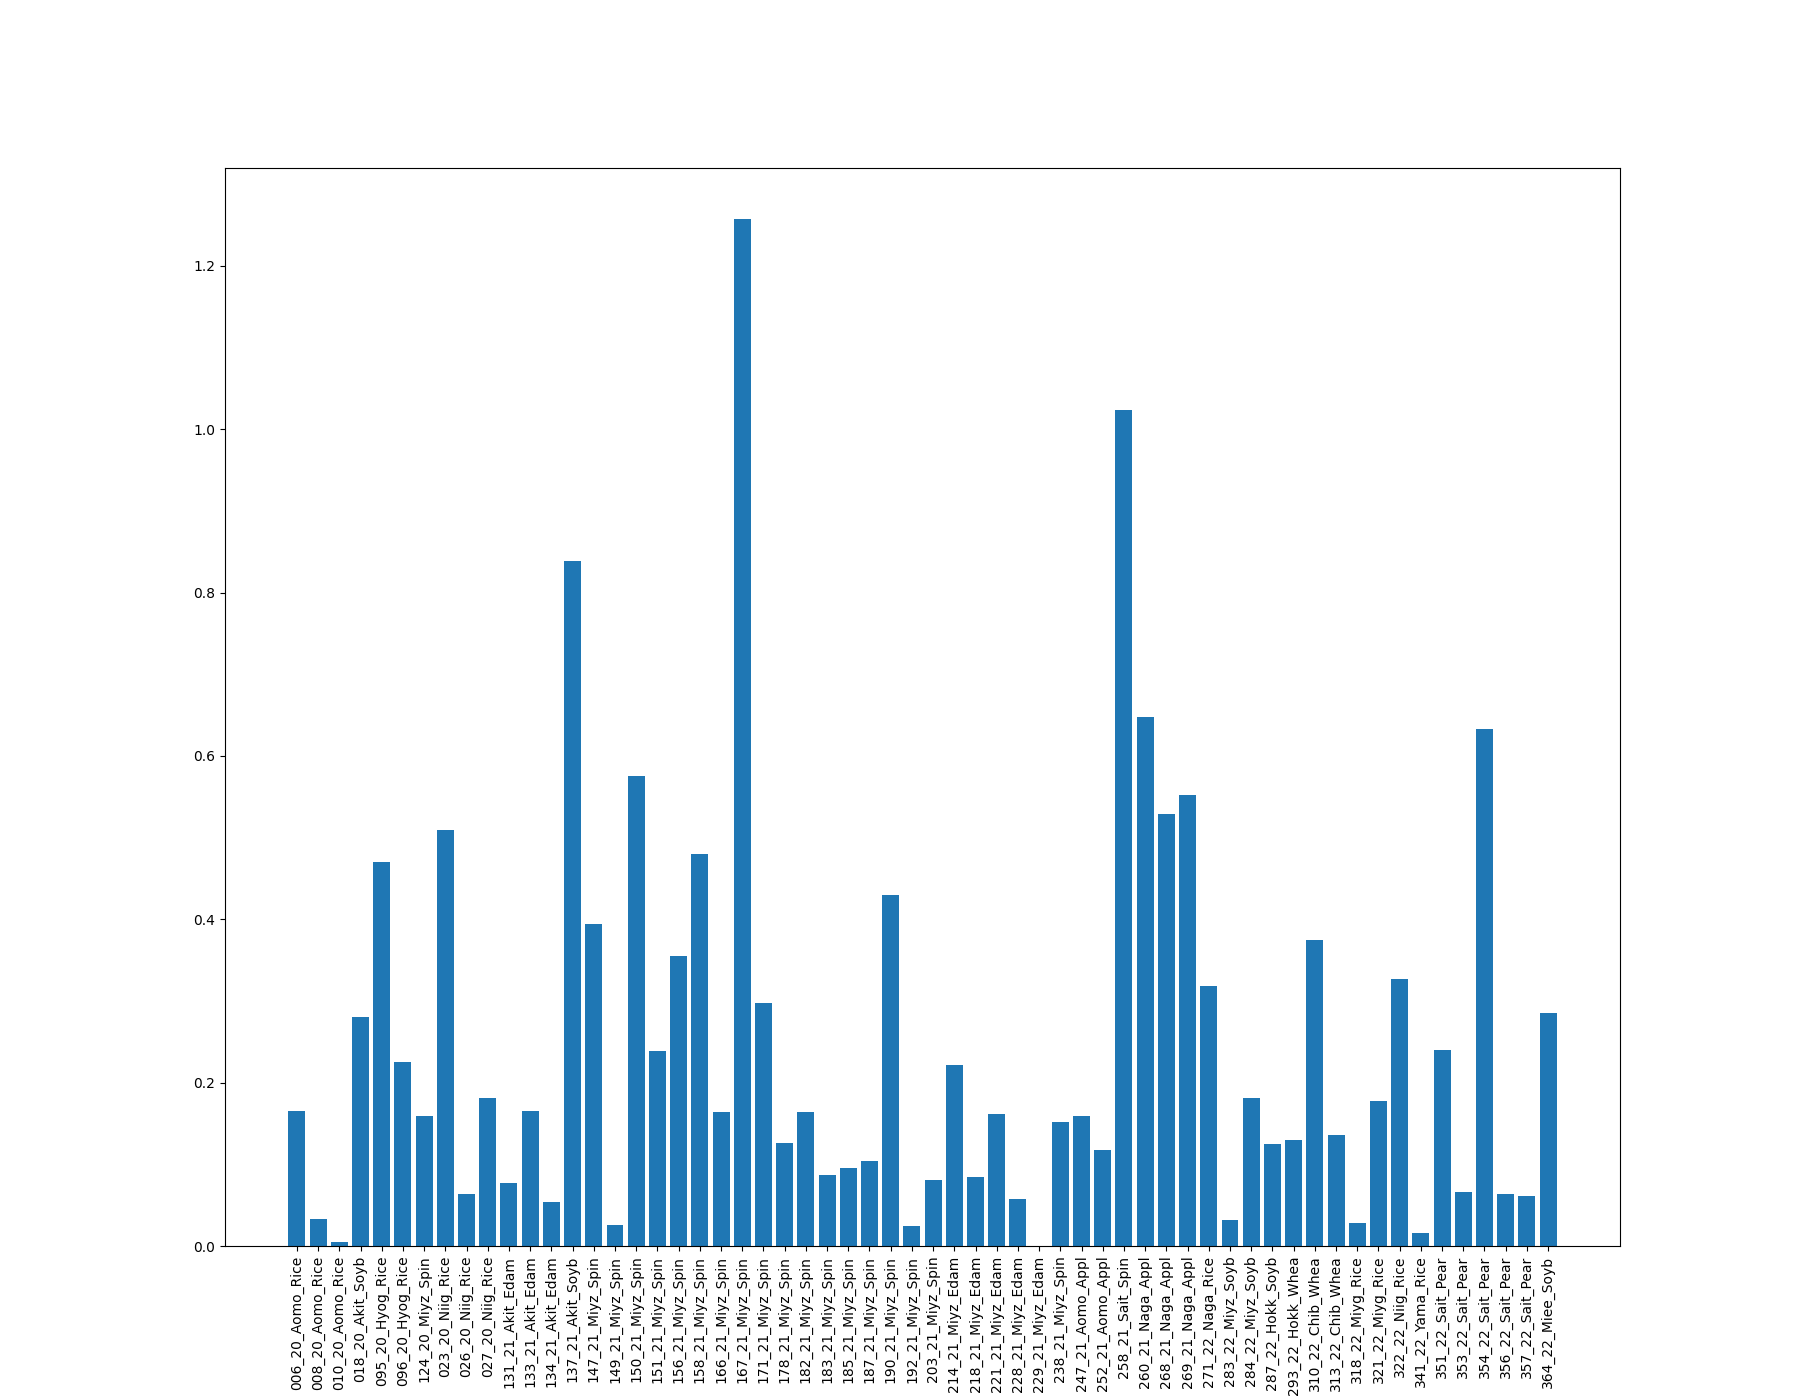 1.2
1.0
0.8
0.6
0.4
0.2
0.0
006_20_Aomo_Rice
008_20_Aomo_Rice
010_20_Aomo_Rice
018_20_Akit_Soyb
095_20_Hyog_Rice
096_20_Hyog_Rice
124_20_Miyz_Spin
023_20_Niig_Rice
026_20_Niig_Rice
027_20_Niig_Rice
131_21_Akit_Edam
133_21_Akit_Edam
134_21_Akit_Edam
137_21_Akit_Soyb
147_21_Miyz_Spin
149_21_Miyz_Spin
150_21_Miyz_Spin
151_21_Miyz_Spin
156_21_Miyz_Spin
158_21_Miyz_Spin
166_21_Miyz_Spin
167_21_Miyz_Spin
171_21_Miyz_Spin
178_21_Miyz_Spin
182_21_Miyz_Spin
183_21_Miyz_Spin
185_21_Miyz_Spin
187_21_Miyz_Spin
190_21_Miyz_Spin
192_21_Miyz_Spin
203_21_Miyz_Spin
214_21_Miyz_Edam
218_21_Miyz_Edam
221_21_Miyz_Edam
228_21_Miyz_Edam
229_21_Miyz_Edam
238_21_Miyz_Spin
247_21_Aomo_Appl
252_21_Aomo_Appl
258_21_Sait_Spin
260_21_Naga_Appl
268_21_Naga_Appl
269_21_Naga_Appl
271_22_Naga_Rice
283_22_Miyz_Soyb
284_22_Miyz_Soyb
287_22_Hokk_Soyb
293_22_Hokk_Whea
310_22_Chib_Whea
313_22_Chib_Whea
318_22_Miyg_Rice
321_22_Miyg_Rice
322_22_Niig_Rice
341_22_Yama_Rice
351_22_Sait_Pear
353_22_Sait_Pear
354_22_Sait_Pear
356_22_Sait_Pear
357_22_Sait_Pear
364_22_Miee_Soyb